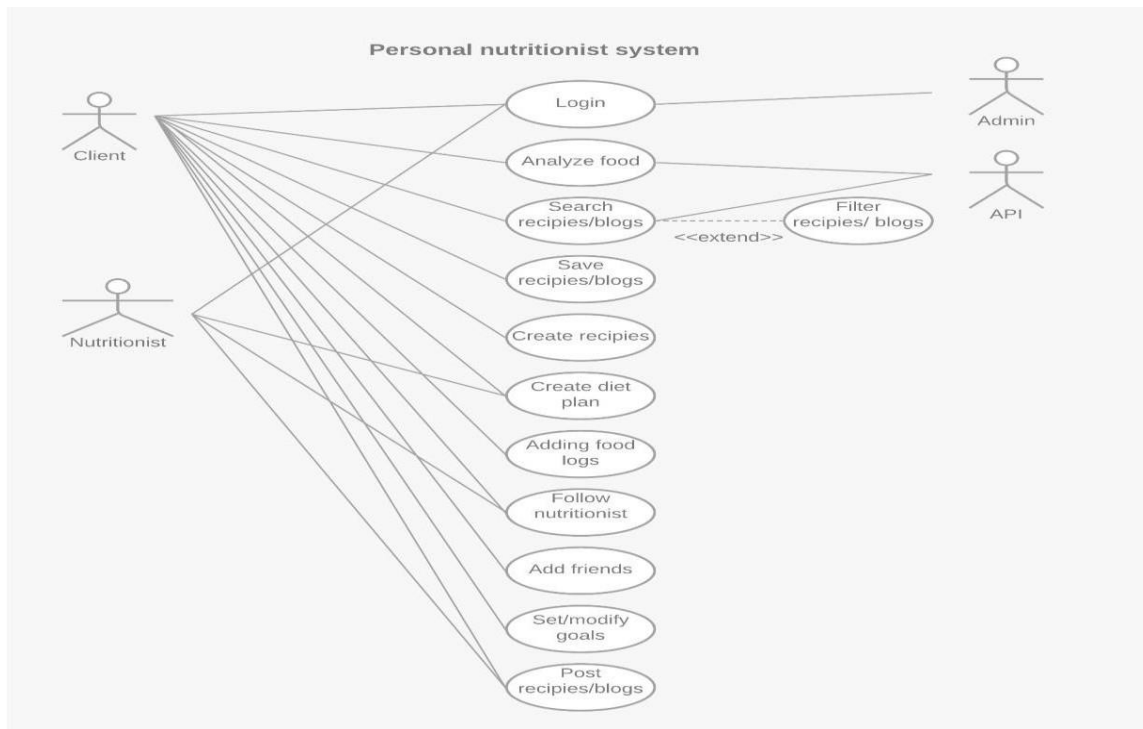 Personal nutritionist system
Client
Nutritionist
Login
Analyze food
Search
recipies/blogs
<<extend>>
Filter
recipies/ blogs
Save
recipies/blogs
Create recipies
Create diet
plan
Adding food
logs
Follow
nutritionist
Add friends
Set/modify
goals
Post
recipies/blogs
Admin
API